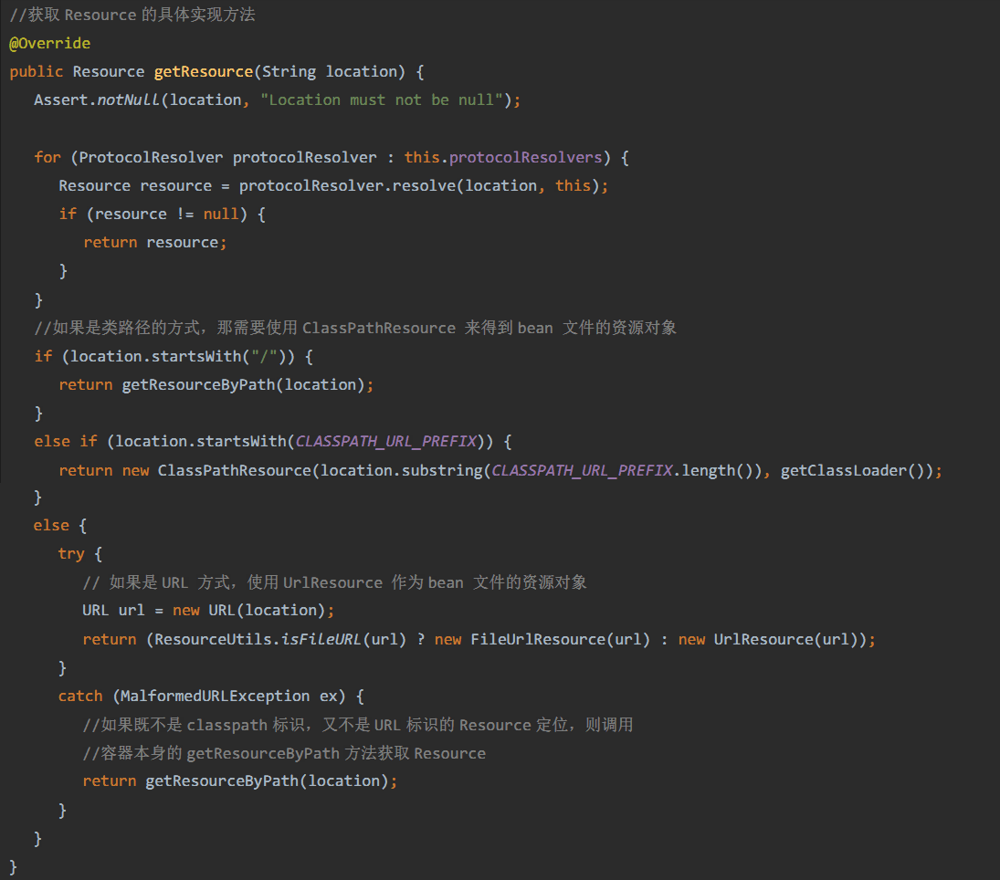 //获取 Resource 的具体实现方法
@Override
public Resource getResource(String location) {
   Assert.notNull(location, "Location must not be null");

   for (ProtocolResolver protocolResolver : this.protocolResolvers) {
      Resource resource = protocolResolver.resolve(location, this);
      if (resource != null) {
         return resource;
      }
   }
   //如果是类路径的方式，那需要使用 ClassPathResource 来得到 bean 文件的资源对象
   if (location.startsWith("/")) {
      return getResourceByPath(location);
   }
   else if (location.startsWith(CLASSPATH_URL_PREFIX)) {
      return new ClassPathResource(location.substring(CLASSPATH_URL_PREFIX.length()), getClassLoader());
   }
   else {
      try {
         // 如果是 URL 方式，使用 UrlResource 作为 bean 文件的资源对象
         URL url = new URL(location);
         return (ResourceUtils.isFileURL(url) ? new FileUrlResource(url) : new UrlResource(url));
      }
      catch (MalformedURLException ex) {
         //如果既不是 classpath 标识，又不是 URL 标识的 Resource 定位，则调用
         //容器本身的 getResourceByPath 方法获取 Resource
         return getResourceByPath(location);
      }
   }
}